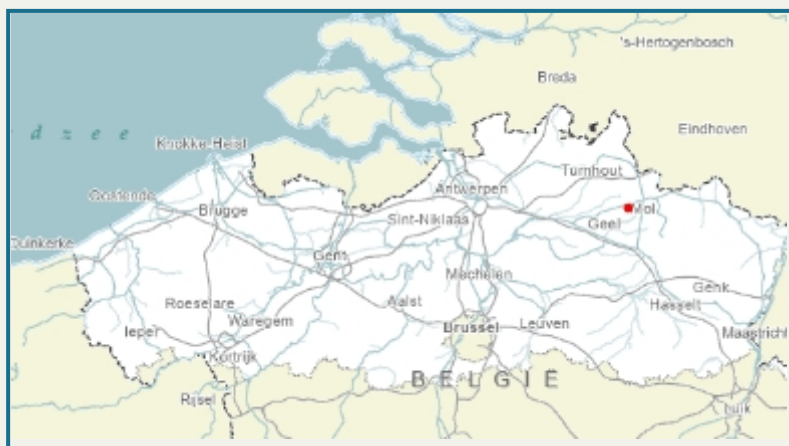 's-Hertogenbosch
Breda
Eindhoven
d z e e
Knokke-Heist
Turnhout
Antwerpen
Oostende
Brugge
Sint-Niklaas
Mol
Geel
Duinkerke
Gent
Mechelen
Genk
Roeselare
Aalst
Hasselt
Waregem
Ieper
Brussel
Leuven
Maastricht
Kortrijk
BELGIË
Rijsel
Luik